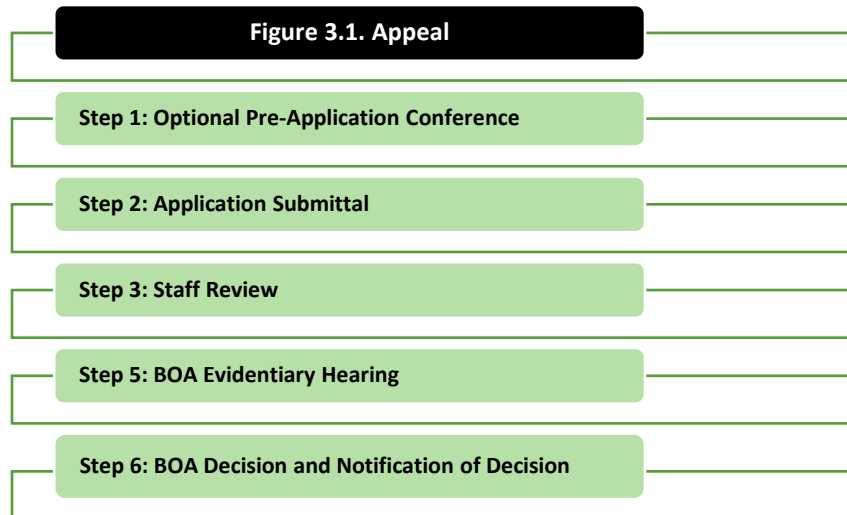 Figure 3.1. Appeal
Step 1: Optional Pre-Application Conference
Step 2: Application Submittal
Step 3: Staff Review
Step 5: BOA Evidentiary Hearing
Step 6: BOA Decision and Notification of Decision